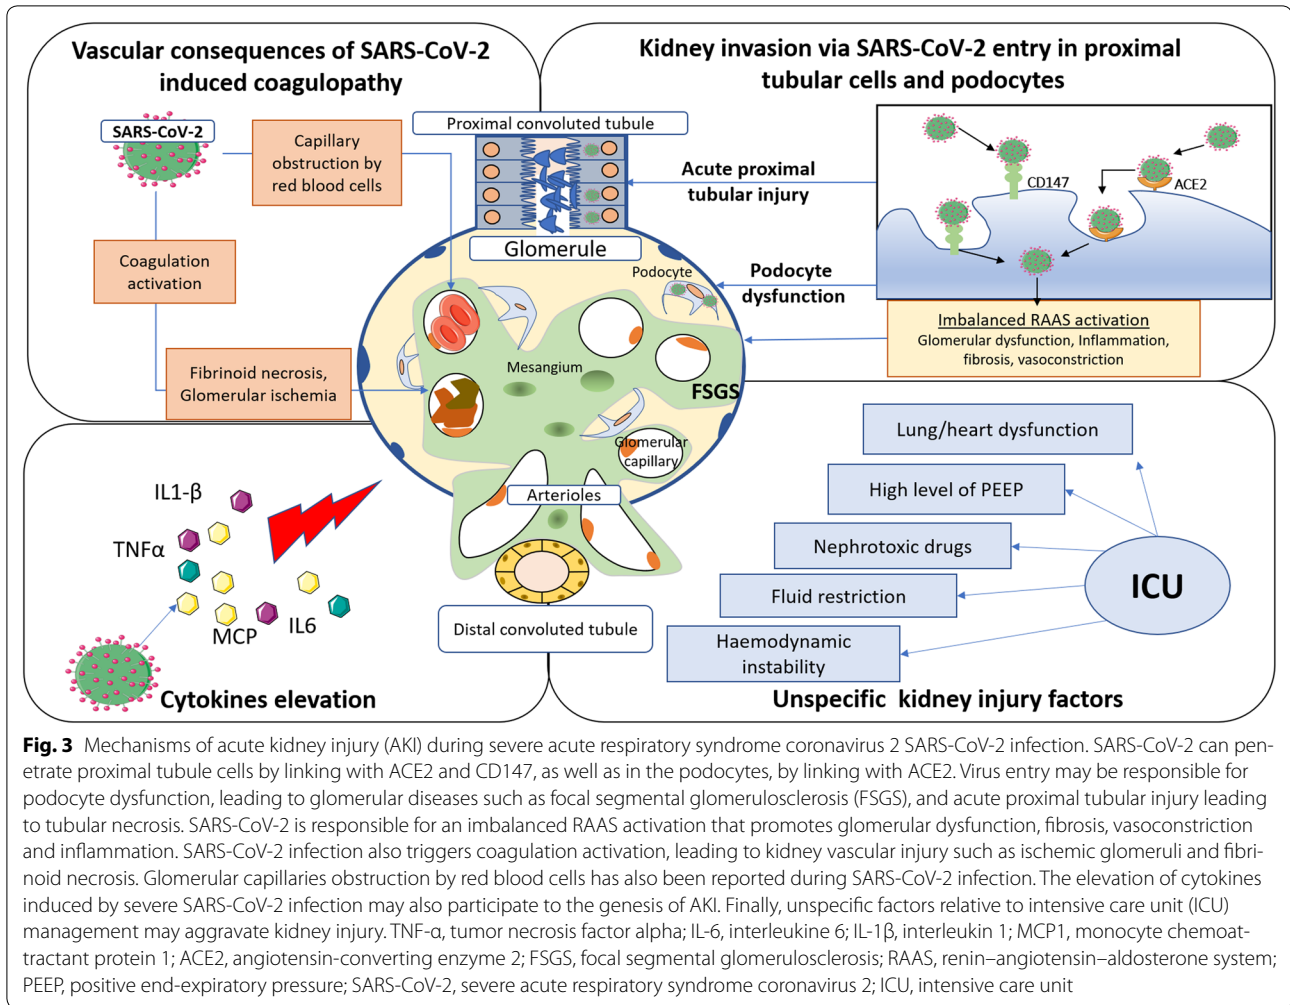 Vascular consequences of SARS-CoV-2
induced coagulopathy
SARS-CoV-2
Capillary
obstruction by
red blood cells
Coagulation
activation
Fibrinoid necrosis,
Glomerular ischemia
Kidney invasion via SARS-CoV-2 entry in proximal
tubular cells and podocytes
Proximal convoluted tubule
Acute proximal
tubular injury
CD147
ACE2
Glomerule
Podocyte
Podocyte
dysfunction
Imbalanced RAAS activation
Glomerular dysfunction, Inflammation,
fibrosis, vasoconstriction
Mesangium
FSGS
Glomerular
capillary
Arterioles
Distal convoluted tubule
IL1-β
TNFα
MCP
IL6
Cytokines elevation
Lung/heart dysfunction
High level of PEEP
Nephrotoxic drugs
Fluid restriction
Haemodynamic
instability
ICU
Unspecific kidney injury factors
Fig. 3 Mechanisms of acute kidney injury (AKI) during severe acute respiratory syndrome coronavirus 2 SARS-CoV-2 infection. SARS-CoV-2 can pen-
etrate proximal tubule cells by linking with ACE2 and CD147, as well as in the podocytes, by linking with ACE2. Virus entry may be responsible for
podocyte dysfunction, leading to glomerular diseases such as focal segmental glomerulosclerosis (FSGS), and acute proximal tubular injury leading
to tubular necrosis. SARS-CoV-2 is responsible for an imbalanced RAAS activation that promotes glomerular dysfunction, fibrosis, vasoconstriction
and inflammation. SARS-CoV-2 infection also triggers coagulation activation, leading to kidney vascular injury such as ischemic glomeruli and fibri-
noid necrosis. Glomerular capillaries obstruction by red blood cells has also been reported during SARS-CoV-2 infection. The elevation of cytokines
induced by severe SARS-CoV-2 infection may also participate to the genesis of AKI. Finally, unspecific factors relative to intensive care unit (ICU)
management may aggravate kidney injury. TNF-α, tumor necrosis factor alpha; IL-6, interleukine 6; IL-1β, interleukin 1; MCP1, monocyte chemoat-
tractant protein 1; ACE2, angiotensin-converting enzyme 2; FSGS, focal segmental glomerulosclerosis; RAAS, renin–angiotensin–aldosterone system;
PEEP, positive end-expiratory pressure; SARS-CoV-2, severe acute respiratory syndrome coronavirus 2; ICU, intensive care unit